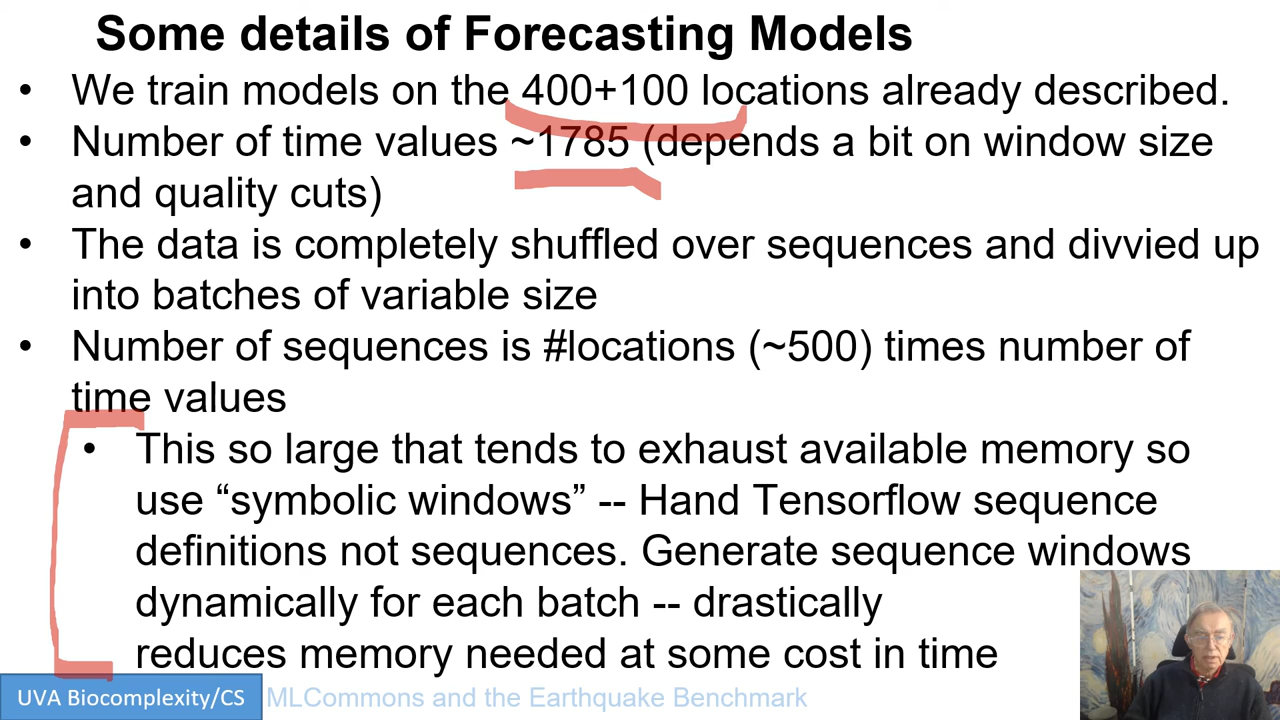 Some details of Forecasting Models
• We train models on the 400+100 locations already described.
• Number of time values ~1785 (depends a bit on window size
and quality cuts)
• The data is completely shuffled over sequences and divvied up
into batches of variable size
• Number of sequences is #locations (~500) times number of
time values
• This so large that tends to exhaust available memory so
use “symbolic windows” -- Hand Tensorflow sequence
definitions not sequences. Generate sequence windows
dynamically for each batch -- drastically
reduces memory needed at some cost in time
UVA Biocomplexity/CS
MLCommons and the Earthquake Benchmark